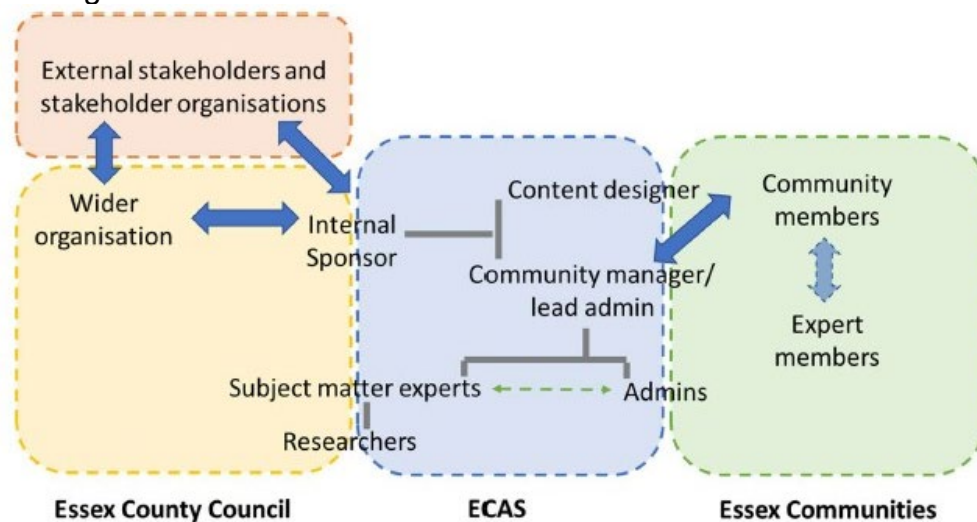 External stakeholders and
stakeholder organisations
Wider
organisation
Internal
Sponsor
Content designer
Community manager/
lead admin
Community
members
Expert
members
Subject matter experts
Admins
Researchers
Essex County Council
ECAS
Essex Communities